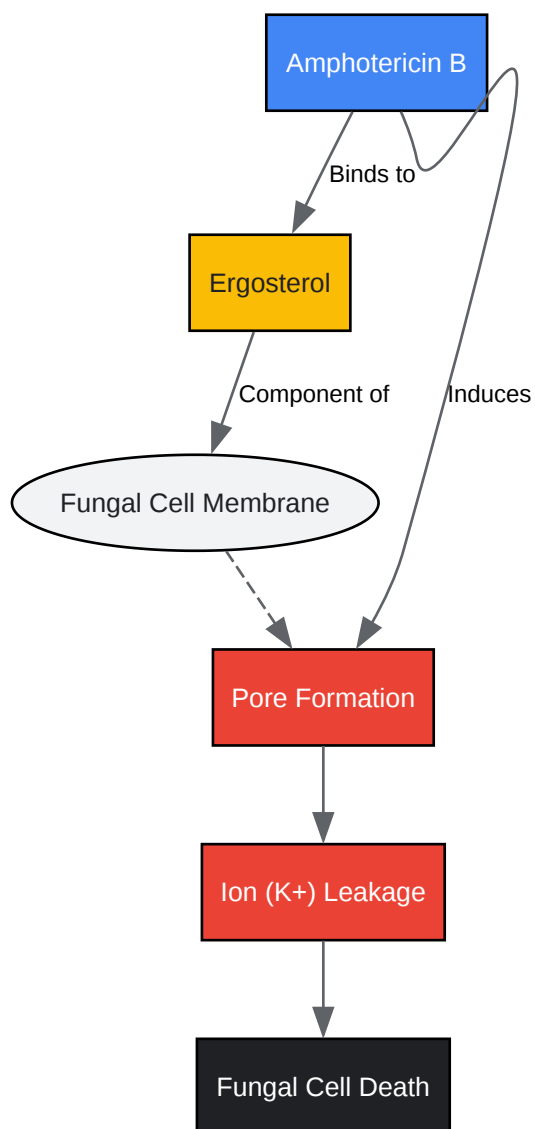 Amphotericin B
Binds to
Ergosterol
Component of
Induces
Fungal Cell Membrane
Pore Formation
Ion (K+) Leakage
Fungal Cell Death